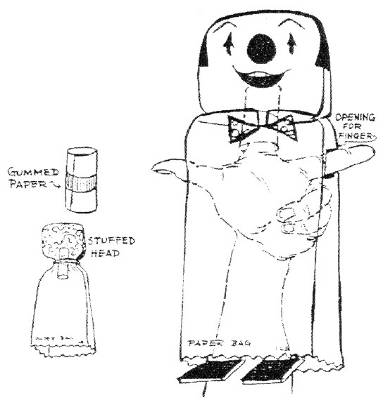 OPENING
FOR
FINGERS
GUMMED
PAPER
STUFFED
HEAD
PAPER BAG